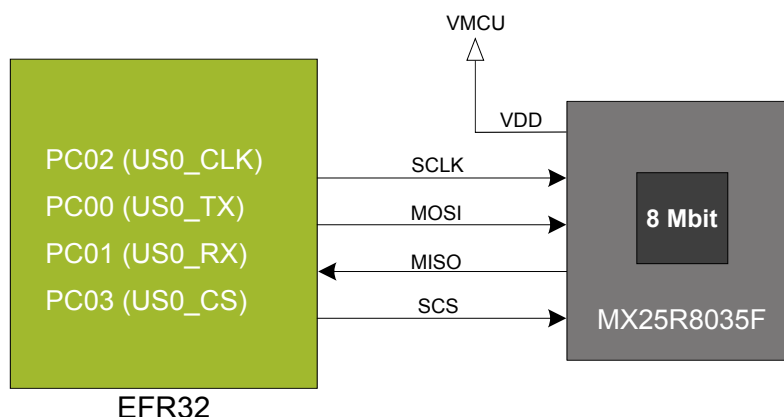 VMCU
VDD
PC02 (US0_CLK)
SCLK
PC00 (US0_TX)
MOSI
8 Mbit
PC01 (US0_RX)
MISO
PC03 (US0_CS)
SCS
MX25R8035F
EFR32